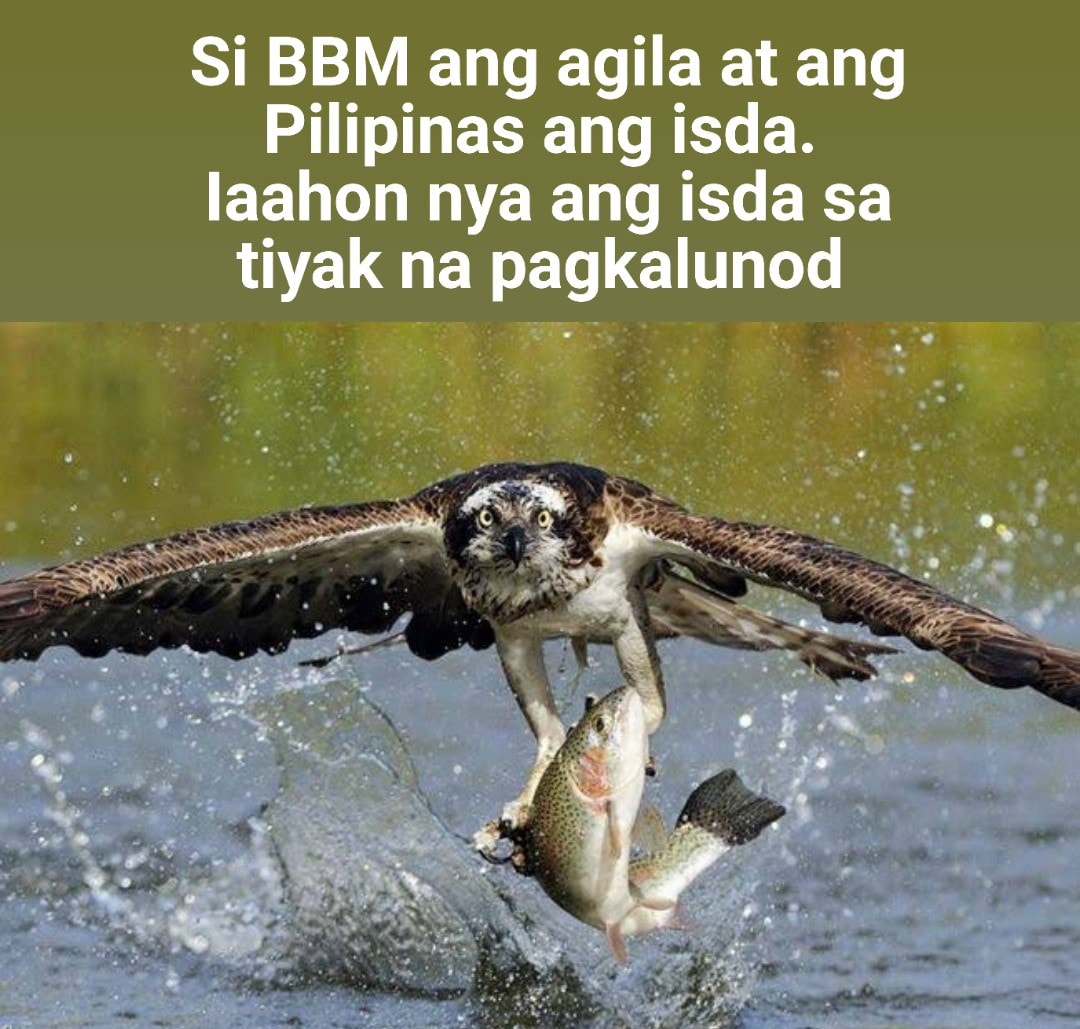 Si BBM ang agila at ang
Pilipinas ang isda.
Iaahon nya ang isda sa
tiyak na pagkalunod